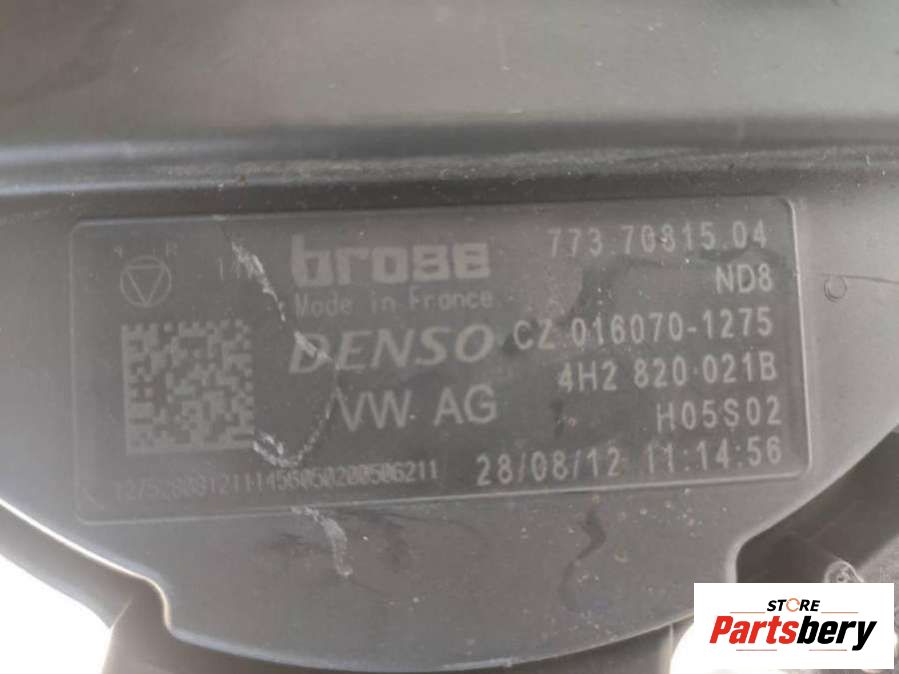 brose 773.70815.04
Made in France ND8
DENSO CZ 016070-1275
4H2 820 021B
VW AG H05S02
28/08/12 11:14:56
STORE
Partsbery